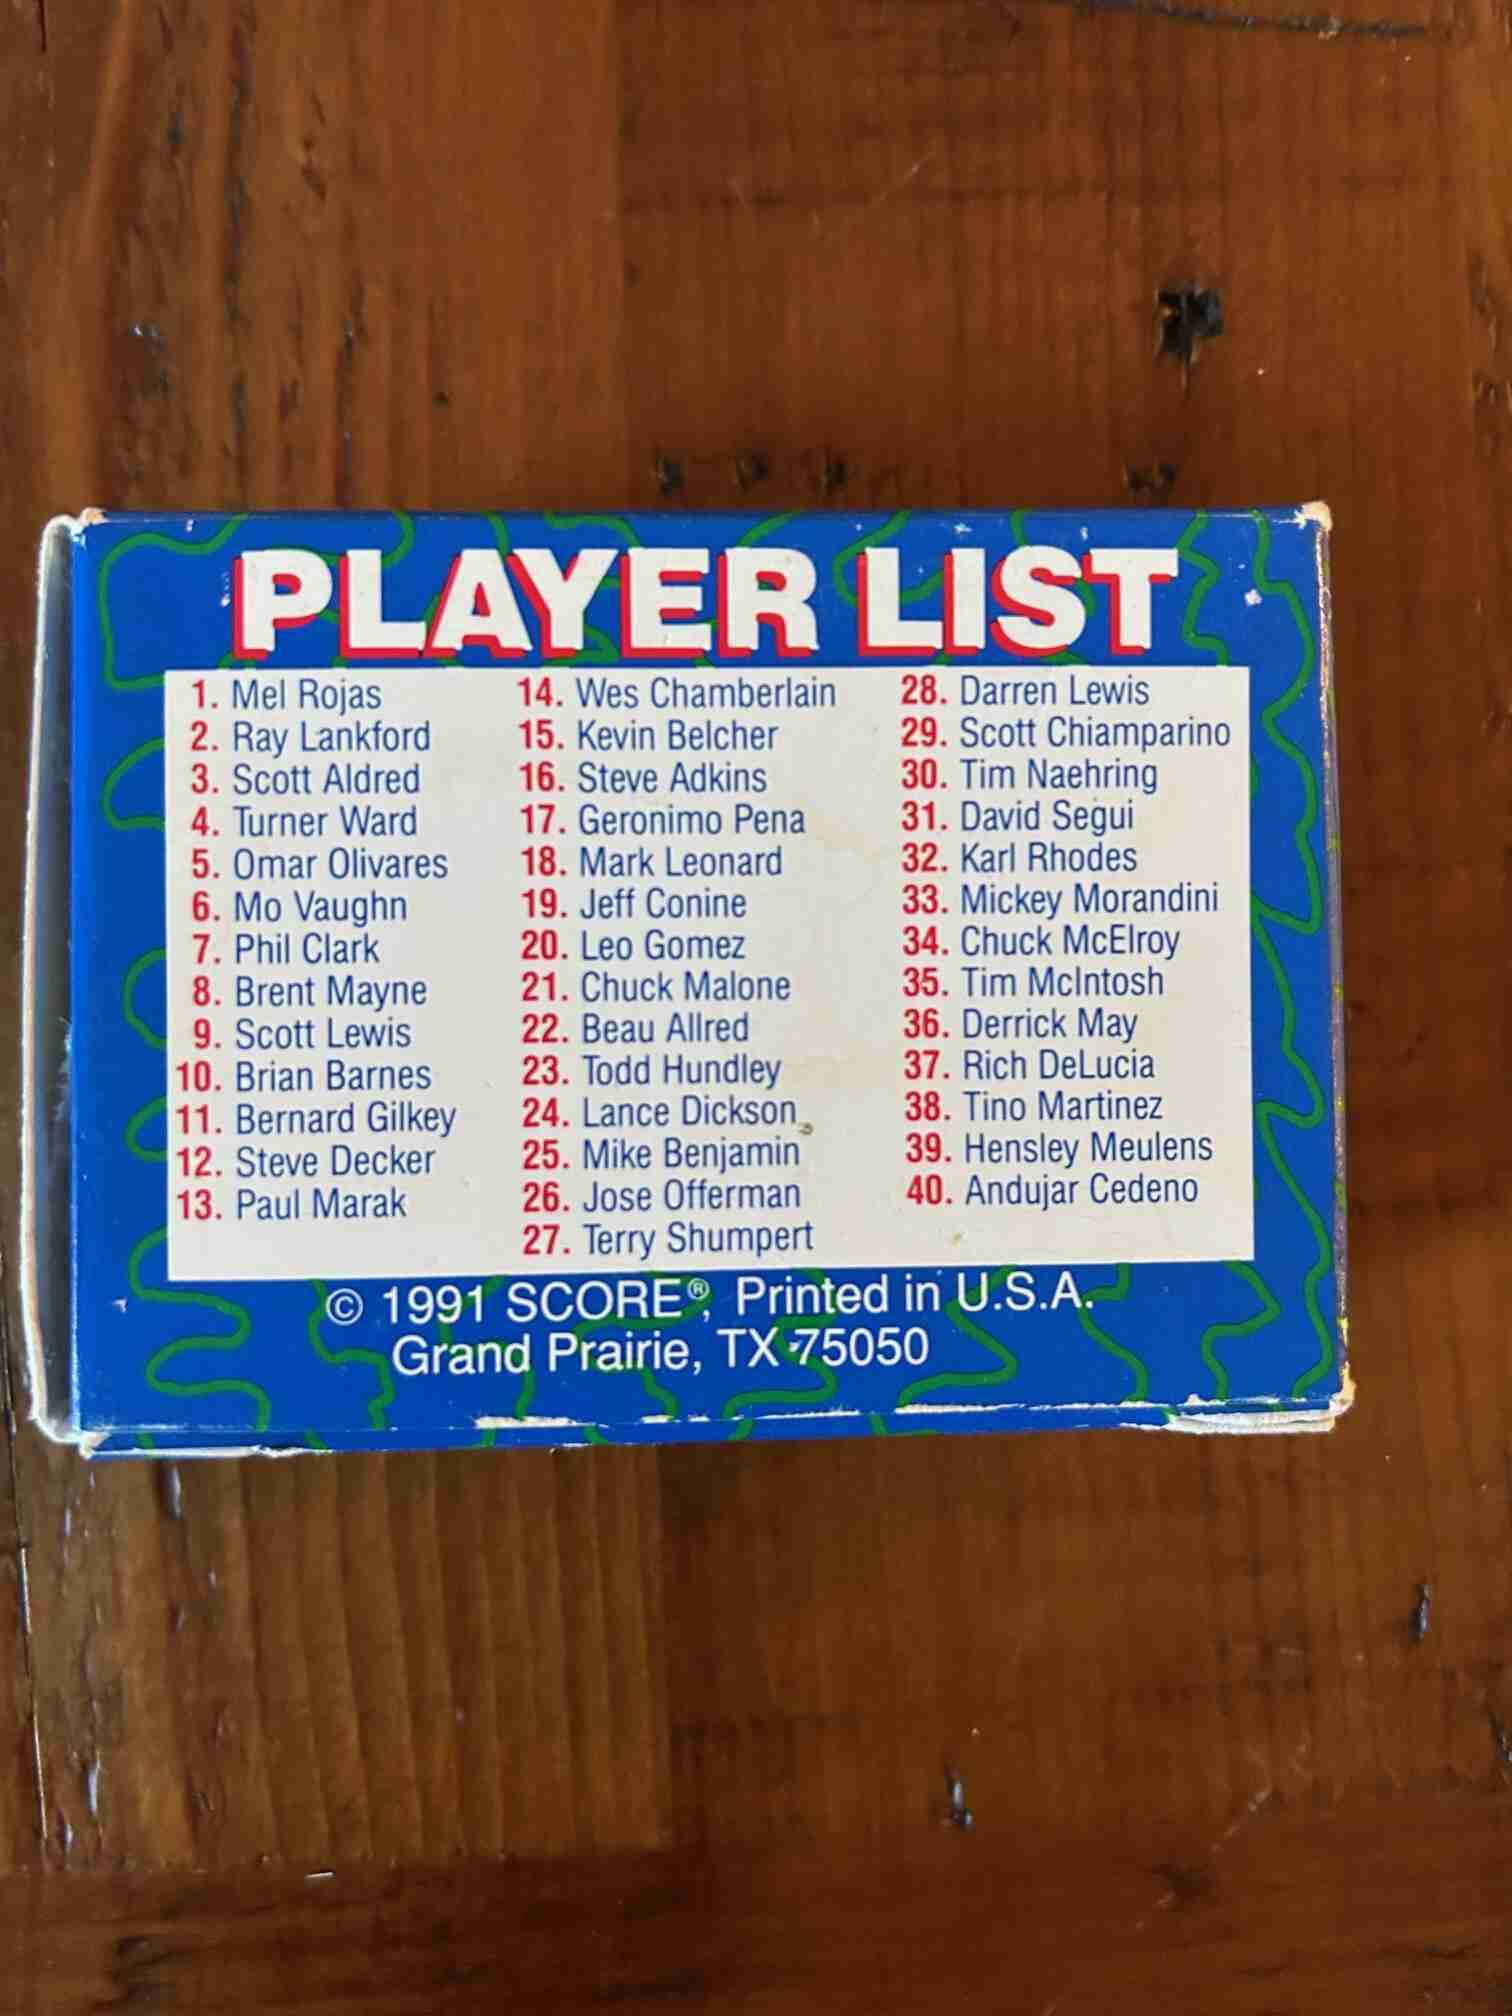 PLAYER LIST
1. Mel Rojas
2. Ray Lankford
3. Scott Aldred
4. Turner Ward
5. Omar Olivares
6. Mo Vaughn
7. Phil Clark
8. Brent Mayne
9. Scott Lewis
10. Brian Barnes
11. Bernard Gilkey
12. Steve Decker
13. Paul Marak
14. Wes Chamberlain
15. Kevin Belcher
16. Steve Adkins
17. Geronimo Pena
18. Mark Leonard
19. Jeff Conine
20. Leo Gomez
21. Chuck Malone
22. Beau Allred
23. Todd Hundley
24. Lance Dickson
25. Mike Benjamin
26. Jose Offerman
27. Terry Shumpert
28. Darren Lewis
29. Scott Chiamparino
30. Tim Naehring
31. David Segui
32. Karl Rhodes
33. Mickey Morandini
34. Chuck McElroy
35. Tim McIntosh
36. Derrick May
37. Rich DeLucia
38. Tino Martinez
39. Hensley Meulens
40. Andujar Cedeno
© 1991 SCORE®, Printed in U.S.A.
Grand Prairie, TX 75050